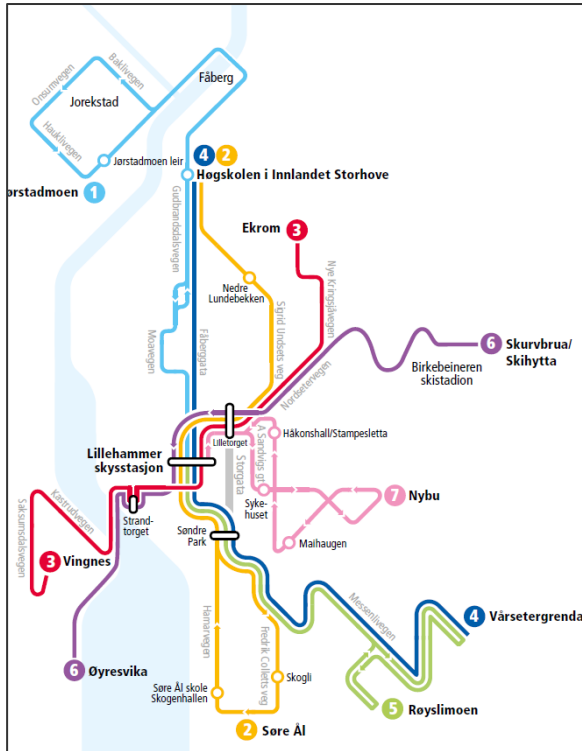 Onsumvegen
Baklivegen
Fåberg
Jorekstad
Hauklivegen
Jørstadmoen leir
ørstadmoen 1
4 2
Høgskolen i Innlandet Storhove
Gudbrandsdalsvegen
Ekrom 3
Nedre
Lundebekken
Nye Kringsjåvegen
Sigrid Undsets veg
Moavegen
Fåberggata
Nordsetervegen
6 Skurvbrua/
Skihytta
Birkebeineren
skistadion
Lilletorget
Håkonshall/Stampesletta
A Sandvigs gt
Lillehammer
skysstasjon
Storgata
Syke-
huset
7 Nybu
Kastrudvegen
Saksumsdalsvegen
Strand-
torget
Søndre
Park
Maihaugen
3 Vingnes
Messenlivegen
4 Vårsetergrenda
Hamarvegen
Fredrik Colletts veg
6
Øyresvika
Skogli
Søre Ål skole
Skogenhallen
5 Røyslimoen
2 Søre Ål